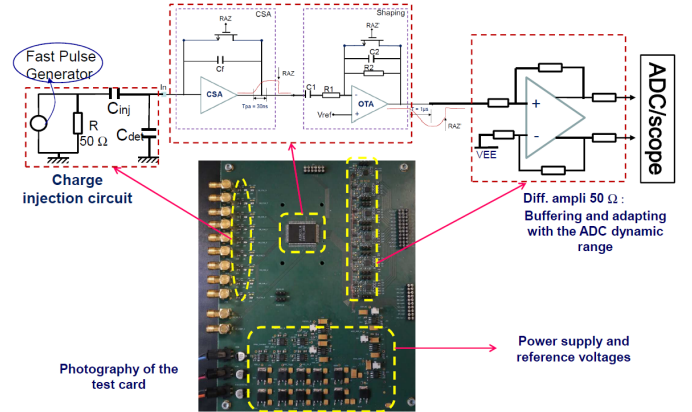 CSA
Shaping
RAZ
RAZ'
Fast Pulse
Generator
Cf
C2
R2
RAZ
In
CSA
C1
R1
-
OTA
+
Vref
Tpa = 30ns
≈ 1µs
RAZ'
Cinj
R
50 Ω
Cdet
+
-
VEE
ADC/scope
Charge
injection circuit
Diff. ampli 50 Ω :
Buffering and adapting
with the ADC dynamic
range
Power supply and
reference voltages
Photography of the
test card